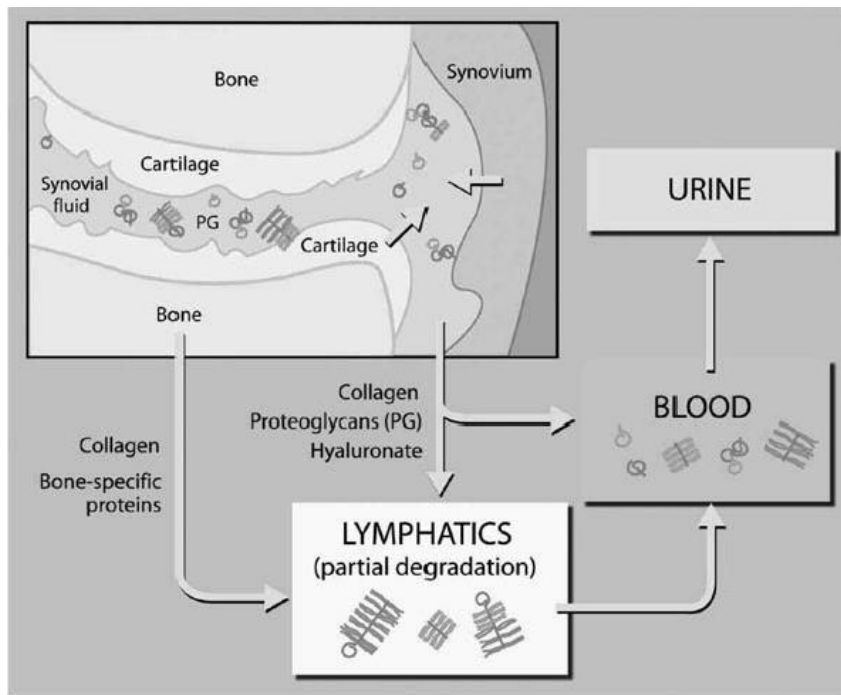 Bone
Synovium
Cartilage
Synovial
fluid
PG
Cartilage
Bone
URINE
Collagen
Proteoglycans (PG)
Hyaluronate
BLOOD
Collagen
Bone-specific
proteins
LYMPHATICS
(partial degradation)